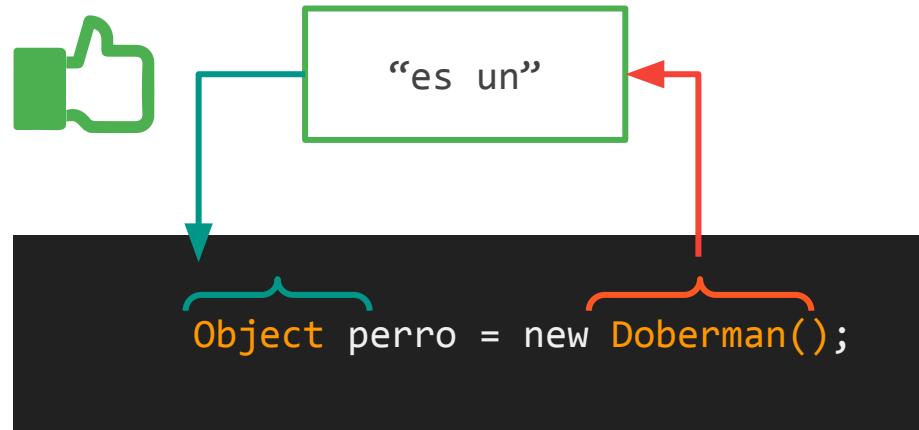 “es un”
Object perro = new Doberman();